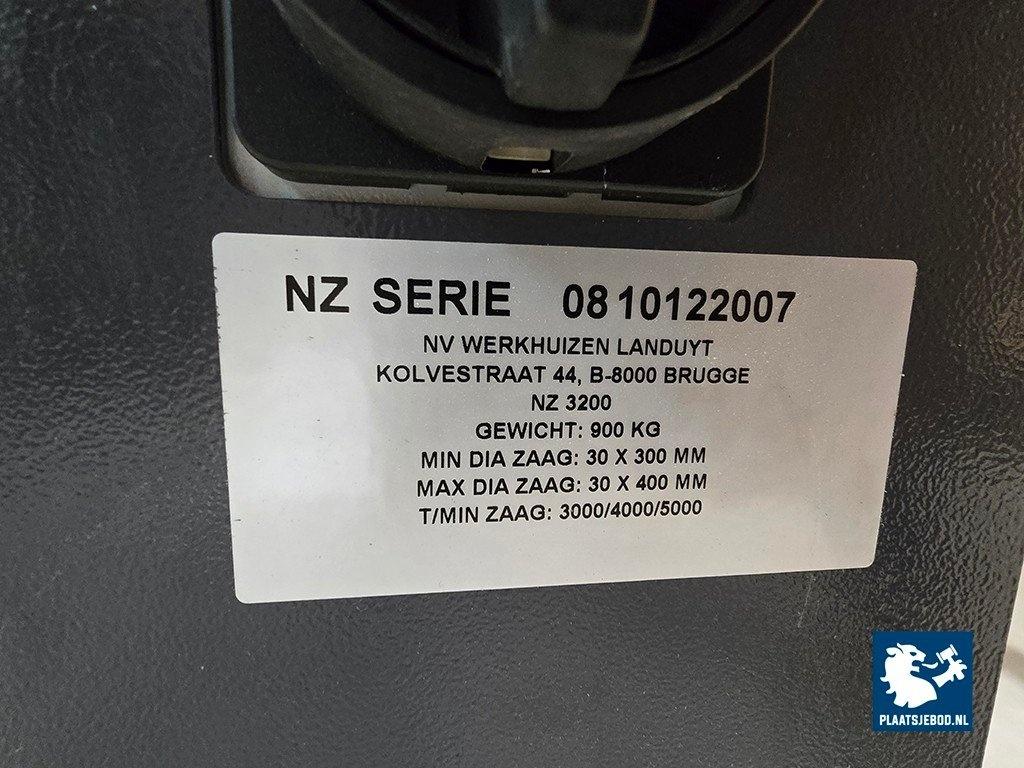 NZ SERIE 0810122007
NV WERKHUIZEN LANDUYT
KOLVESTRAAT 44, B-8000 BRUGGE
NZ 3200
GEWICHT: 900 KG
MIN DIA ZAAG: 30 X 300 MM
MAX DIA ZAAG: 30 X 400 MM
T/MIN ZAAG: 3000/4000/5000
PLAATSJEBOD.NL